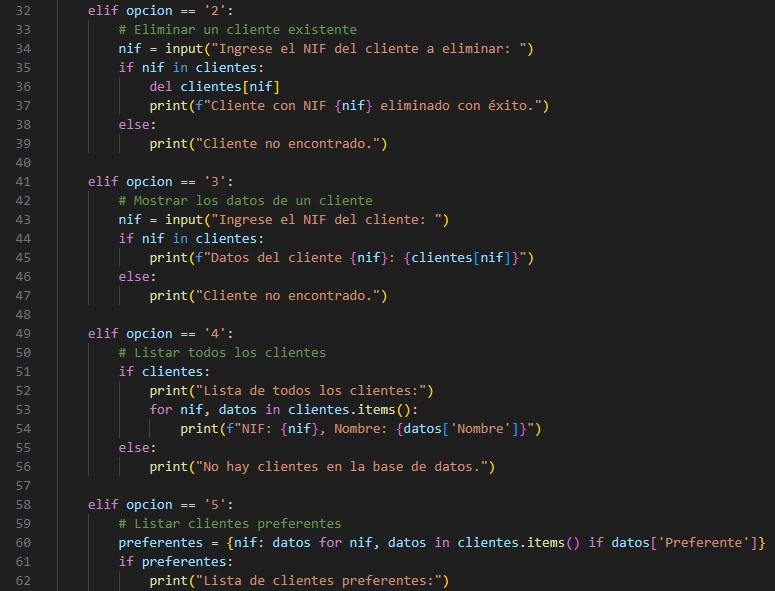 32 elif opcion == '2':
33 # Eliminar un cliente existente
34 nif = input("Ingrese el NIF del cliente a eliminar: ")
35 if nif in clientes:
36 del clientes[nif]
37 print(f"Cliente con NIF {nif} eliminado con éxito.")
38 else:
39 print("Cliente no encontrado.")
40
41 elif opcion == '3':
42 # Mostrar los datos de un cliente
43 nif = input("Ingrese el NIF del cliente: ")
44 if nif in clientes:
45 print(f"Datos del cliente {nif}: {clientes[nif]}")
46 else:
47 print("Cliente no encontrado.")
48
49 elif opcion == '4':
50 # Listar todos los clientes
51 if clientes:
52 print("Lista de todos los clientes:")
53 for nif, datos in clientes.items():
54 print(f"NIF: {nif}, Nombre: {datos['Nombre']}")
55 else:
56 print("No hay clientes en la base de datos.")
57
58 elif opcion == '5':
59 # Listar clientes preferentes
60 preferentes = {nif: datos for nif, datos in clientes.items() if datos['Preferente']}
61 if preferentes:
62 print("Lista de clientes preferentes:")